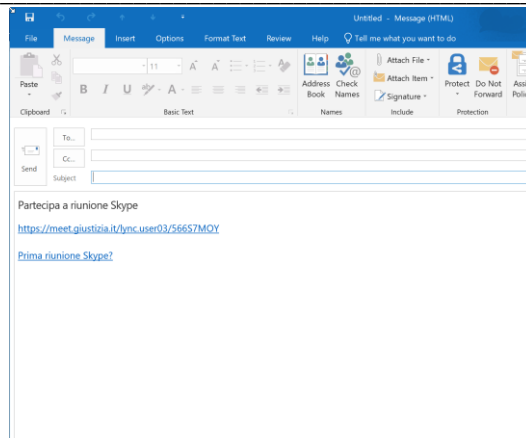 Untitled - Message (HTML)
File Message Insert Options Format Text Review Help Tell me what you want to do
Paste
Clipboard
11
B I U A
Basic Text
Address Book
Check Names
Names
Attach File
Attach Item
Signature
Include
Protect
Do Not Forward
Protection
Send
To...
Cc...
Subject
Partecipa a riunione Skype
https://meet.giustizia.it/lync.user03/566S7MOY
Prima riunione Skype?